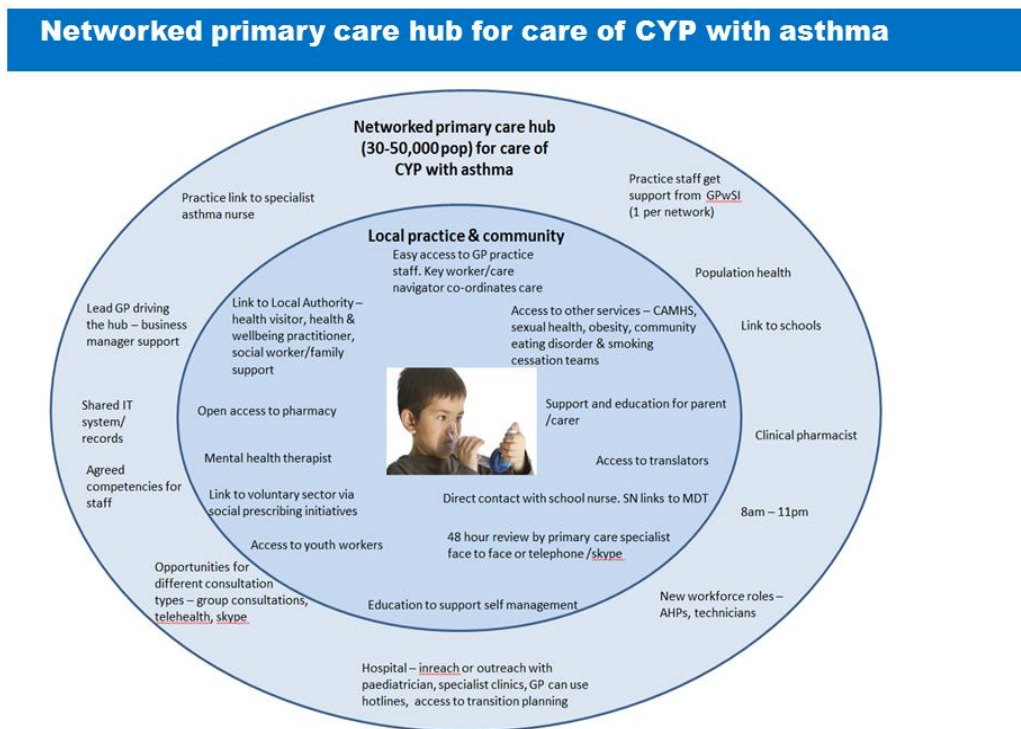 Networked primary care hub for care of CYP with asthma
Networked primary care hub
(30-50,000 pop) for care of
CYP with asthma
Practice link to specialist
asthma nurse
Practice staff get
support from GPwSI
(1 per network)
Local practice & community
Easy access to GP practice
staff. Key worker/care
navigator co-ordinates care
Population health
Lead GP driving
the hub – business
manager support
Link to Local Authority –
health visitor, health &
wellbeing practitioner,
social worker/family
support
Access to other services – CAMHS,
sexual health, obesity, community
eating disorder & smoking
cessation teams
Link to schools
Shared IT
system/
records
Open access to pharmacy
Support and education for parent
/carer
Clinical pharmacist
Mental health therapist
Access to translators
Agreed
competencies for
staff
Link to voluntary sector via
social prescribing initiatives
Direct contact with school nurse. SN links to MDT
8am – 11pm
Access to youth workers
48 hour review by primary care specialist
face to face or telephone /skype
Opportunities for
different consultation
types – group consultations,
telehealth, skype
Education to support self management
New workforce roles –
AHPs, technicians
Hospital – inreach or outreach with
paediatrician, specialist clinics, GP can use
hotlines,  access to transition planning